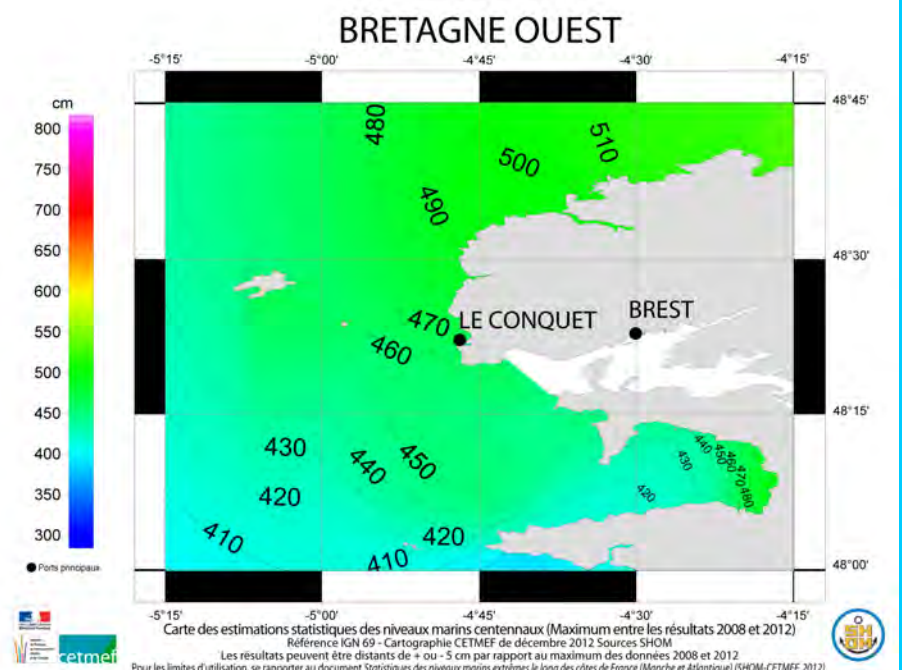 BRETAGNE OUEST
-5°15' -5°00' -4°45' -4°30' -4°15'
cm
800
750
700
650
600
550
500
450
400
350
300
Ports principaux
48°45'
48°30'
48°15'
48°00'
480
490
500
510
470 LE CONQUET
BREST
460
430
440
450
420
410
420
410
420
430
440
450
460
470
480
-5°15' -5°00' -4°45' -4°30' -4°15'
cetmef
SHOM
Carte des estimations statistiques des niveaux marins centennaux (Maximum entre les résultats 2008 et 2012)
Référence IGN 69 - Cartographie CETMEF de décembre 2012 Sources SHOM
Les résultats peuvent être distants de + ou - 5 cm par rapport au maximum des données 2008 et 2012
Pour les limites d'utilisation, se rapporter au document Statistiques des niveaux marins extrêmes le long des côtes de France (Manche et Atlantique) (SHOM-CETMEF, 2012)